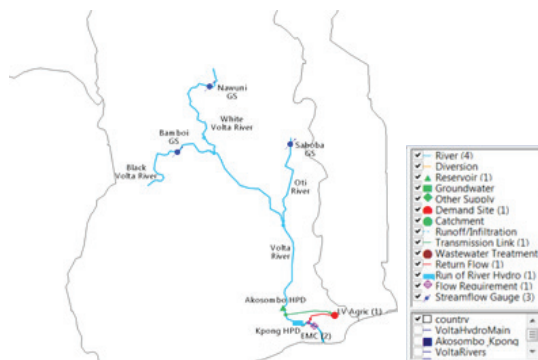 Nawuni
GS
White
Volta River
Bamboi
GS
Saboba
GS
Black
Volta River
Oti
River
Volta
River
Akosombo HPD
LV Agric (1)
Kpong HPD
EMC (2)
River (4)
Diversion
Reservoir (1)
Groundwater
Other Supply
Demand Site (1)
Catchment
Runoff/Infiltration
Transmission Link (1)
Wastewater Treatment
Return Flow (1)
Run of River Hydro (1)
Flow Requirement (1)
Streamflow Gauge (3)
country
VoltaHydroMain
Akosombo_Kpong
VoltaRivers